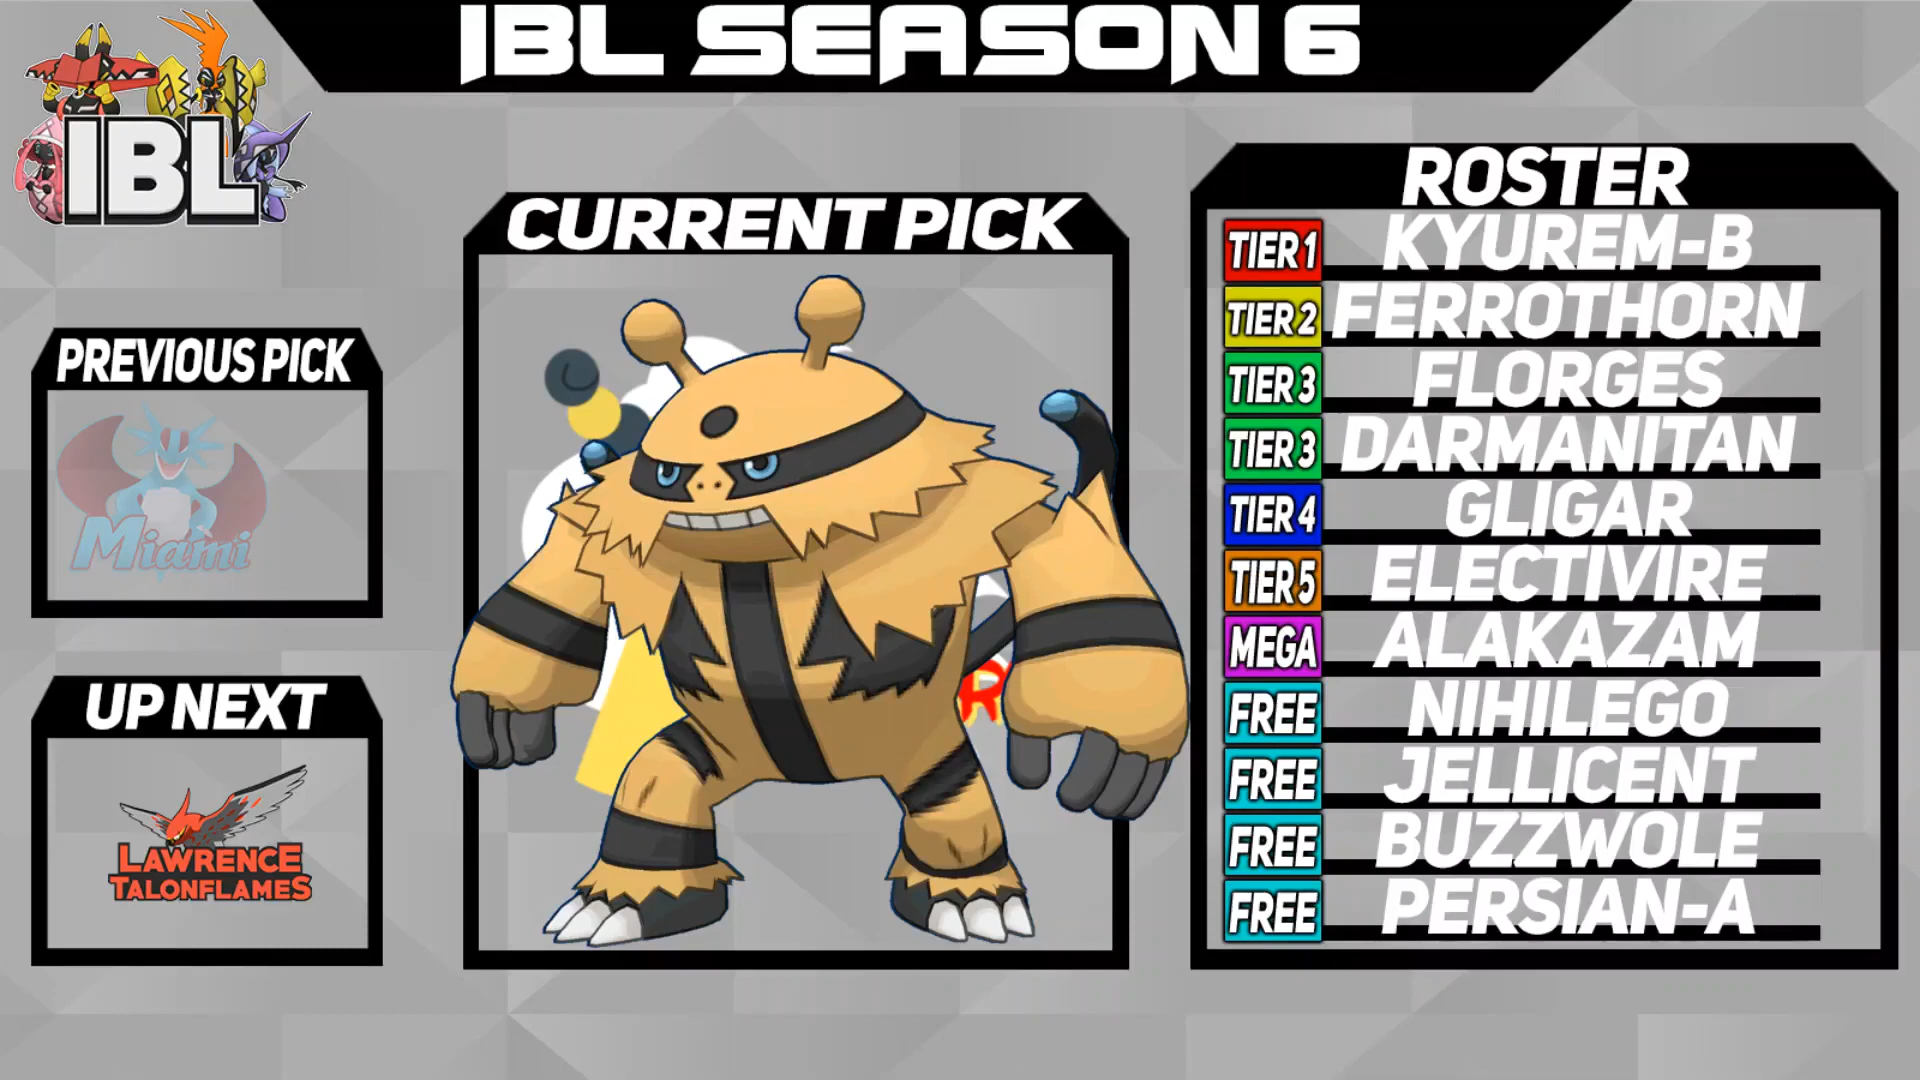 IBL SEASON 6
IBL
PREVIOUS PICK
Miami
UP NEXT
LAWRENCE
TALONFLAMES
CURRENT PICK
R
ROSTER
TIER 1 KYUREM-B
TIER 2 FERROTHORN
TIER 3 FLORGES
TIER 3 DARMANITAN
TIER 4 GLIGAR
TIER 5 ELECTIVIRE
MEGA ALAKAZAM
FREE NIHILEGO
FREE JELLICENT
FREE BUZZWOLE
FREE PERSIAN-A